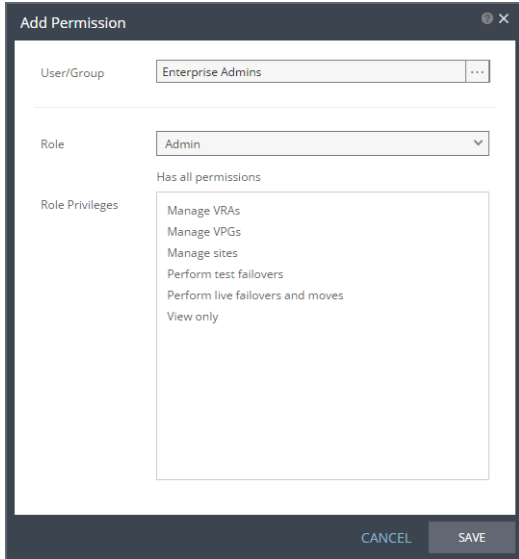 Add Permission
User/Group
Enterprise Admins
...
Role
Admin
Has all permissions
Role Privileges
Manage VRAs
Manage VPGs
Manage sites
Perform test failovers
Perform live failovers and moves
View only
CANCEL
SAVE